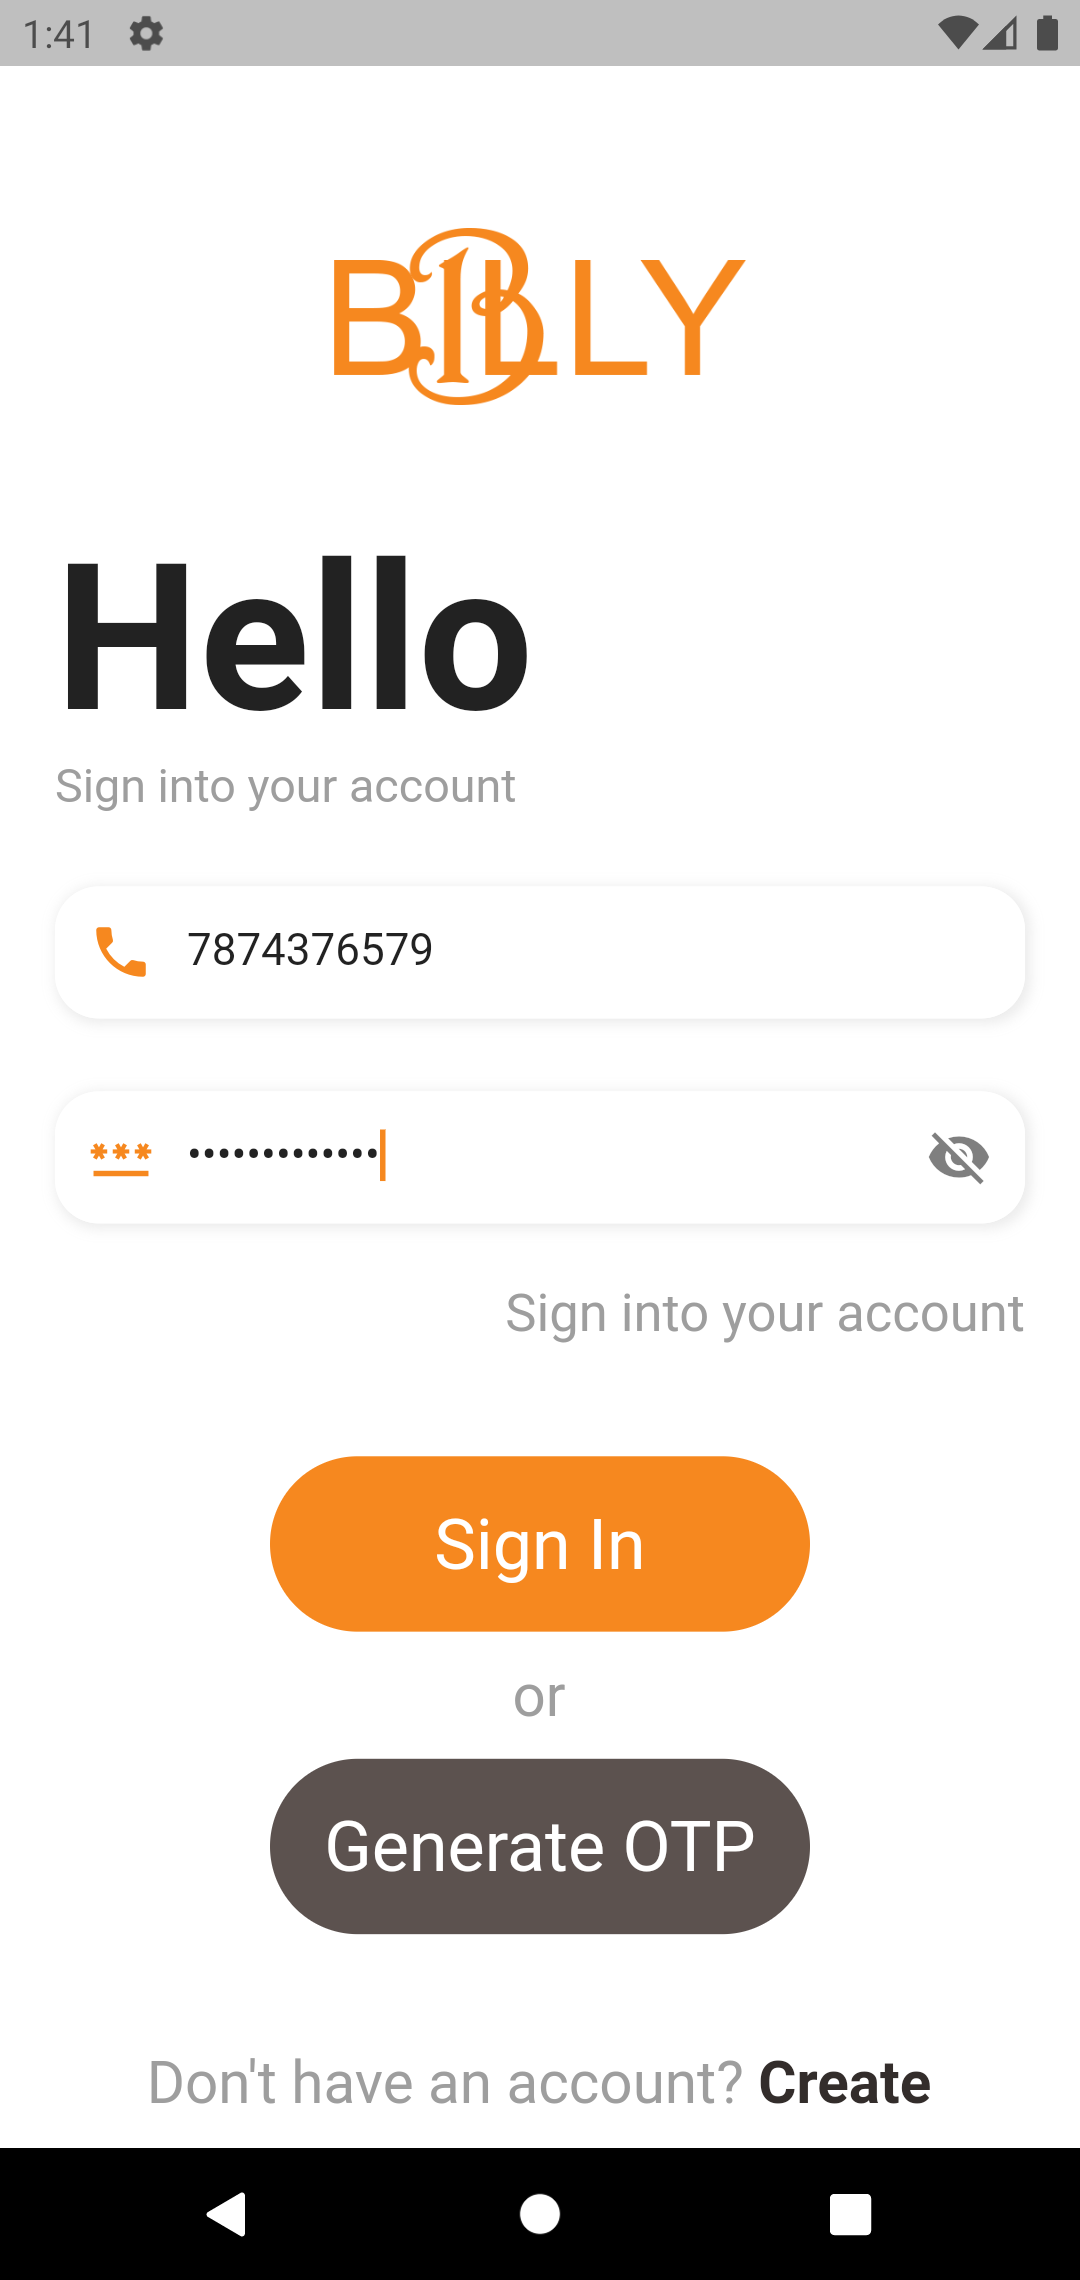 1:41
BILLY
Hello
Sign into your account
7874376579
•••••••••••••
Sign into your account
Sign In
or
Generate OTP
Don't have an account? Create